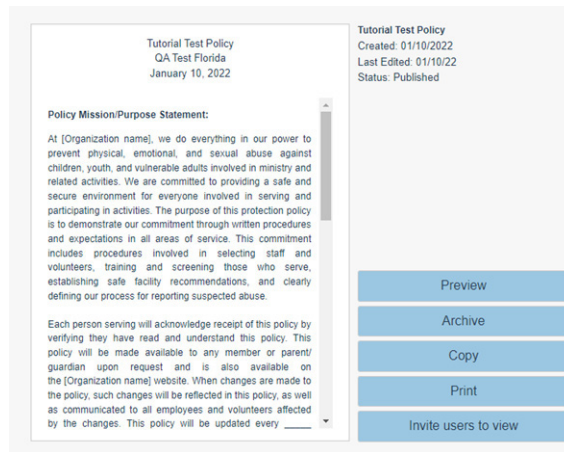 Tutorial Test Policy
QA Test Florida
January 10, 2022
Policy Mission/Purpose Statement:
At [Organization name], we do everything in our power to
prevent physical, emotional, and sexual abuse against
children, youth, and vulnerable adults involved in ministry and
related activities. We are committed to providing a safe and
secure environment for everyone involved in serving and
participating in activities. The purpose of this protection policy
is to demonstrate our commitment through written procedures
and expectations in all areas of service. This commitment
includes procedures involved in selecting staff and
volunteers, training and screening those who serve,
establishing safe facility recommendations, and clearly
defining our process for reporting suspected abuse.
Each person serving will acknowledge receipt of this policy by
verifying they have read and understand this policy. This
policy will be made available to any member or parent/
guardian upon request and is also available on
the [Organization name] website. When changes are made to
the policy, such changes will be reflected in this policy, as well
as communicated to all employees and volunteers affected
by the changes. This policy will be updated every _____
Tutorial Test Policy
Created: 01/10/2022
Last Edited: 01/10/22
Status: Published
Preview
Archive
Copy
Print
Invite users to view